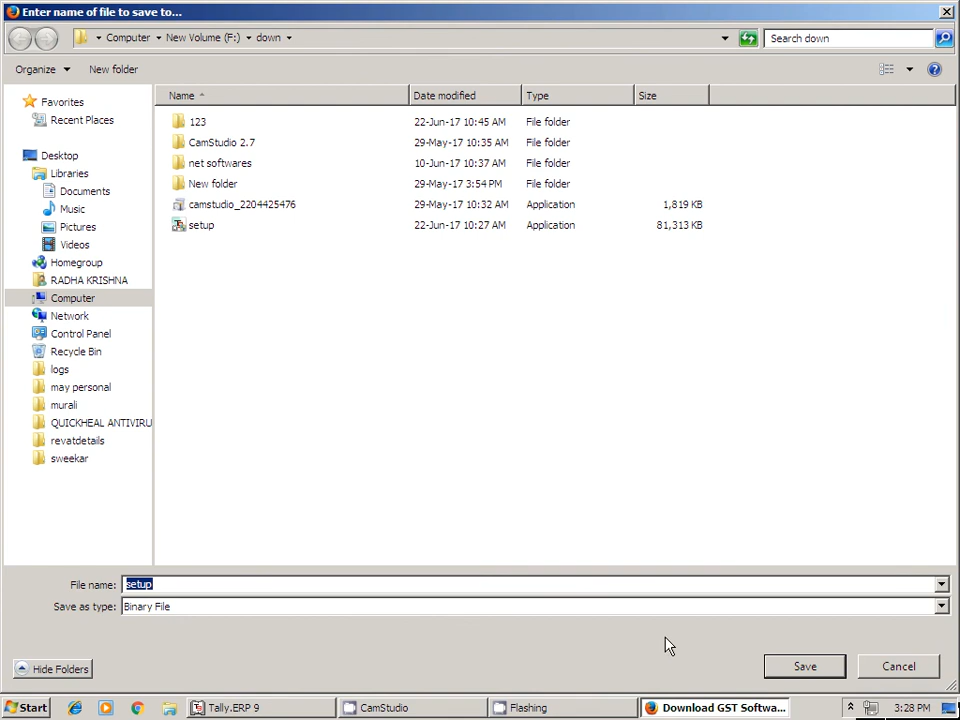 Enter name of file to save to...
Computer New Volume (F:) down
Search down
Organize New folder
Name Date modified Type Size
Favorites
Recent Places
Desktop
Libraries
Documents
Music
Pictures
Videos
Homegroup
RADHA KRISHNA
Computer
Network
Control Panel
Recycle Bin
logs
may personal
murali
QUICKHEAL ANTIVIRU
revatdetails
sweekar
123 22-Jun-17 10:45 AM File folder
CamStudio 2.7 29-May-17 10:35 AM File folder
net softwares 10-Jun-17 10:37 AM File folder
New folder 29-May-17 3:54 PM File folder
camstudio_2204425476 29-May-17 10:32 AM Application 1,819 KB
setup 22-Jun-17 10:27 AM Application 81,313 KB
File name: setup
Save as type: Binary File
Hide Folders Save Cancel
Start Tally.ERP 9 CamStudio Flashing Download GST Softwa... 3:28 PM